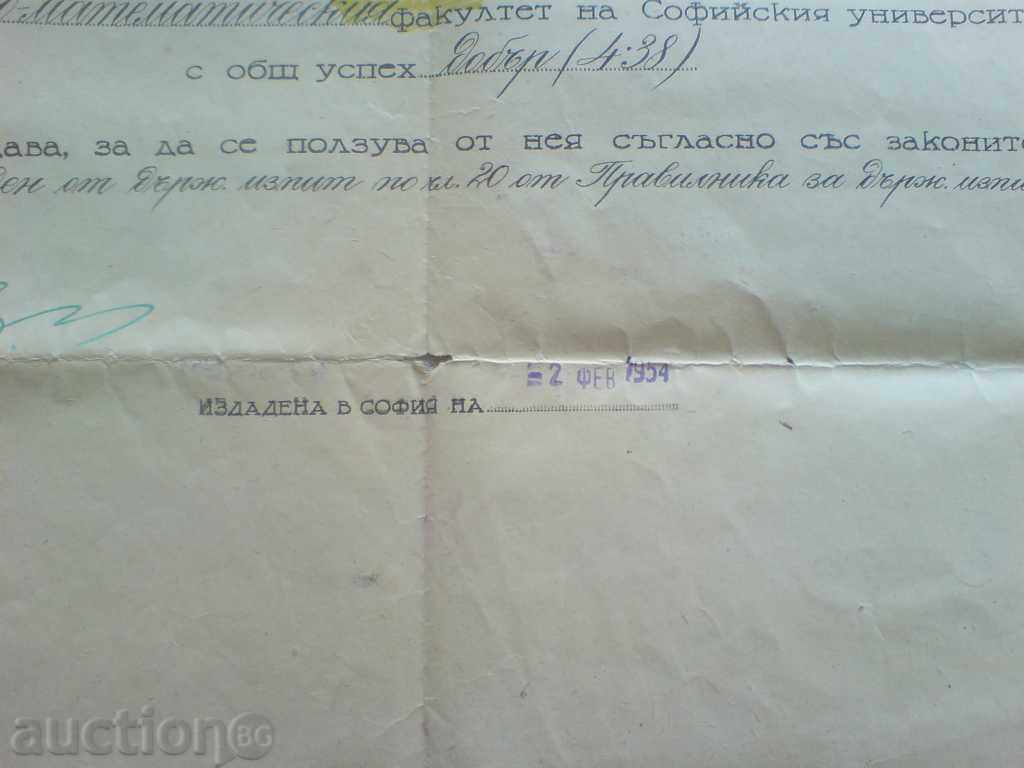 -Математическия факултет на Софийския университ
с общ успех Добър (4:38)
дава, за да се ползува от нея съгласно със законите
ден от Държ. изпит по чл. 20 от Правилника за Държ. изпи
= 2 ФЕВ 1954
ИЗДАДЕНА В СОФИЯ НА
auction BG